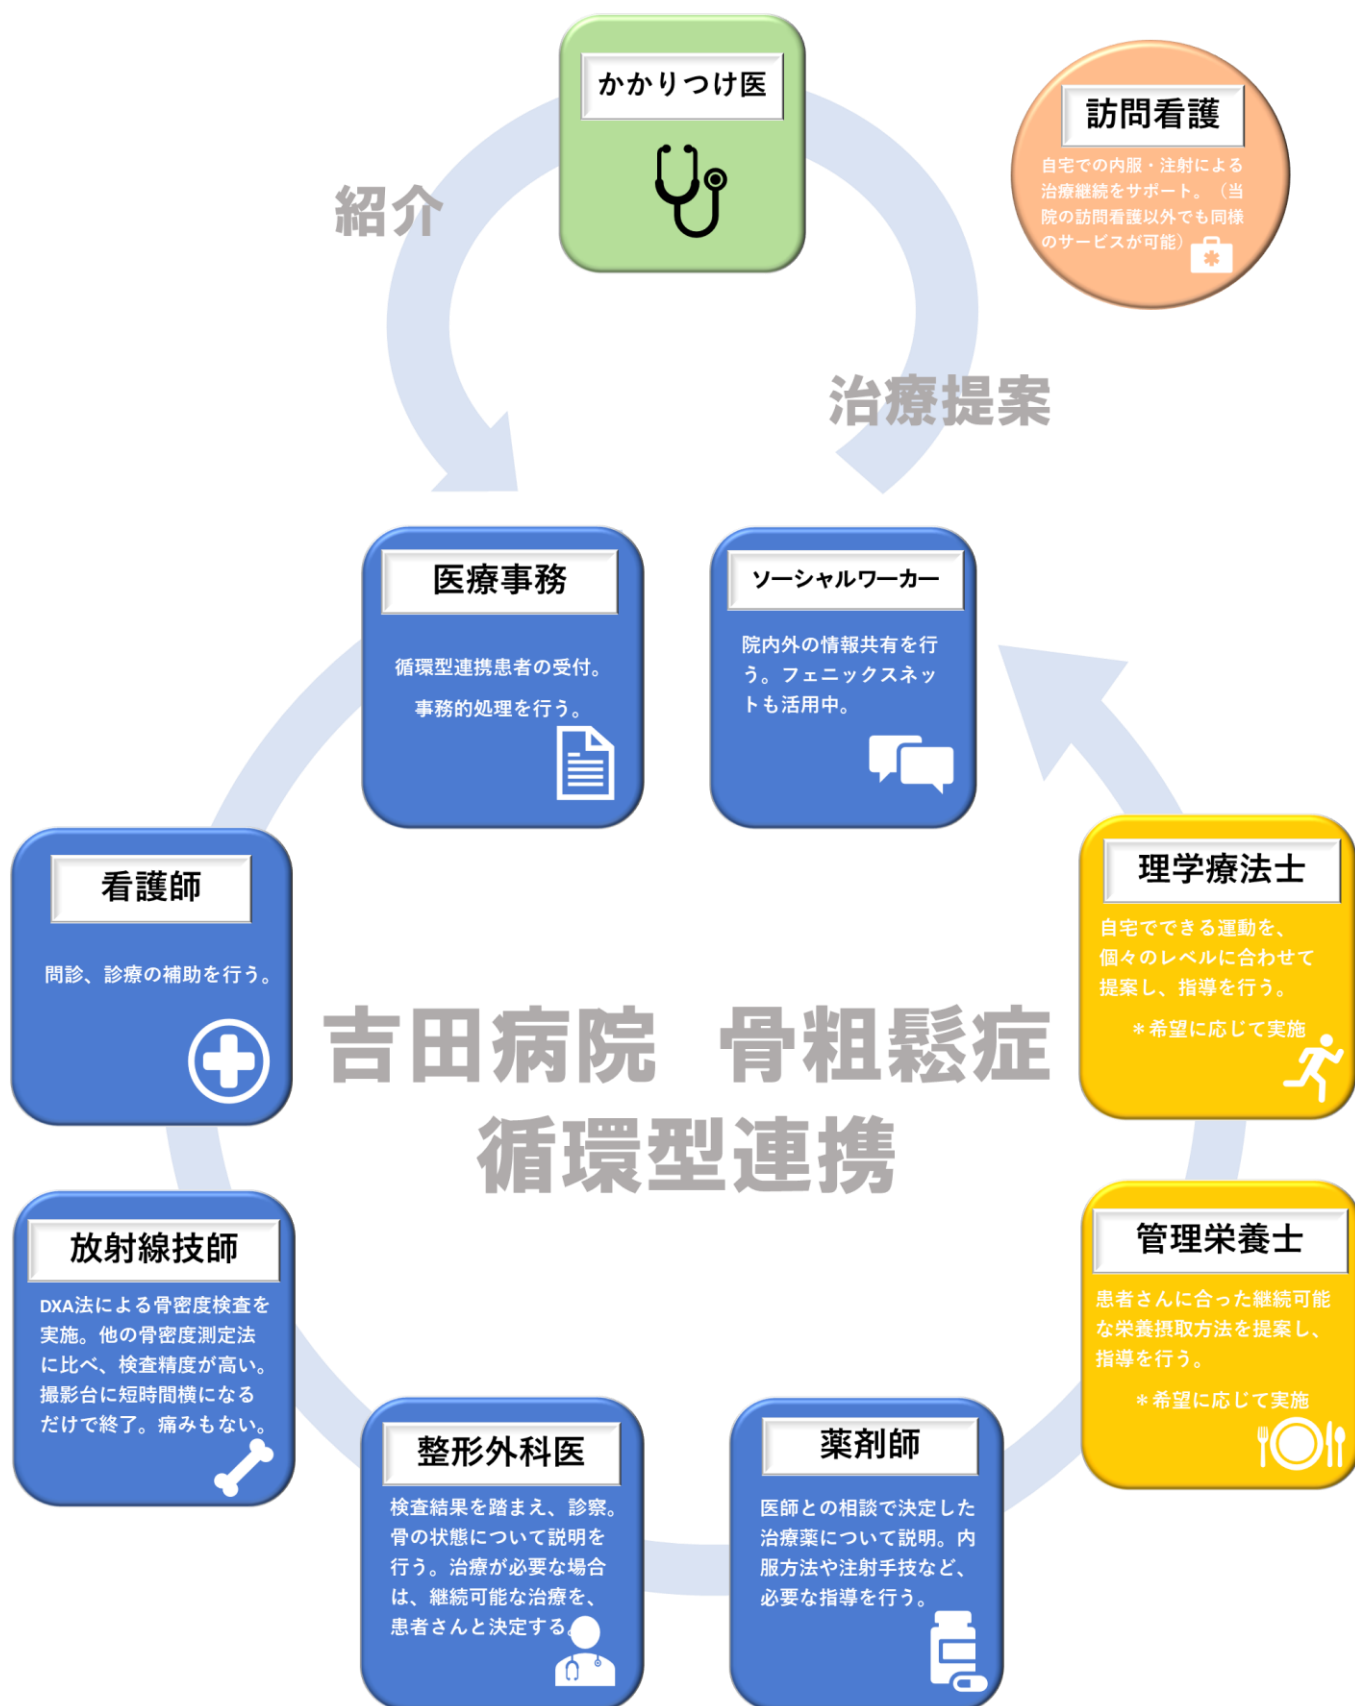 かかりつけ医
訪問看護
自宅での内服・注射による
治療継続をサポート。（当
院の訪問看護以外でも同様
のサービスが可能）
紹介
治療提案
医療事務
循環型連携患者の受付。
事務的処理を行う。
ソーシャルワーカー
院内外の情報共有を行
う。フェニックスネッ
トも活用中。
看護師
問診、診療の補助を行う。
理学療法士
自宅でできる運動を、
個々のレベルに合わせて
提案し、指導を行う。
＊希望に応じて実施
吉田病院　骨粗鬆症
循環型連携
放射線技師
DXA法による骨密度検査を
実施。他の骨密度測定法
に比べ、検査精度が高い。
撮影台に短時間横になる
だけで終了。痛みもない。
管理栄養士
患者さんに合った継続可能
な栄養摂取方法を提案し、
指導を行う。
＊希望に応じて実施
整形外科医
検査結果を踏まえ、診察。
骨の状態について説明を
行う。治療が必要な場合
は、継続可能な治療を、
患者さんと決定する。
薬剤師
医師との相談で決定した
治療薬について説明。内
服方法や注射手技など、
必要な指導を行う。